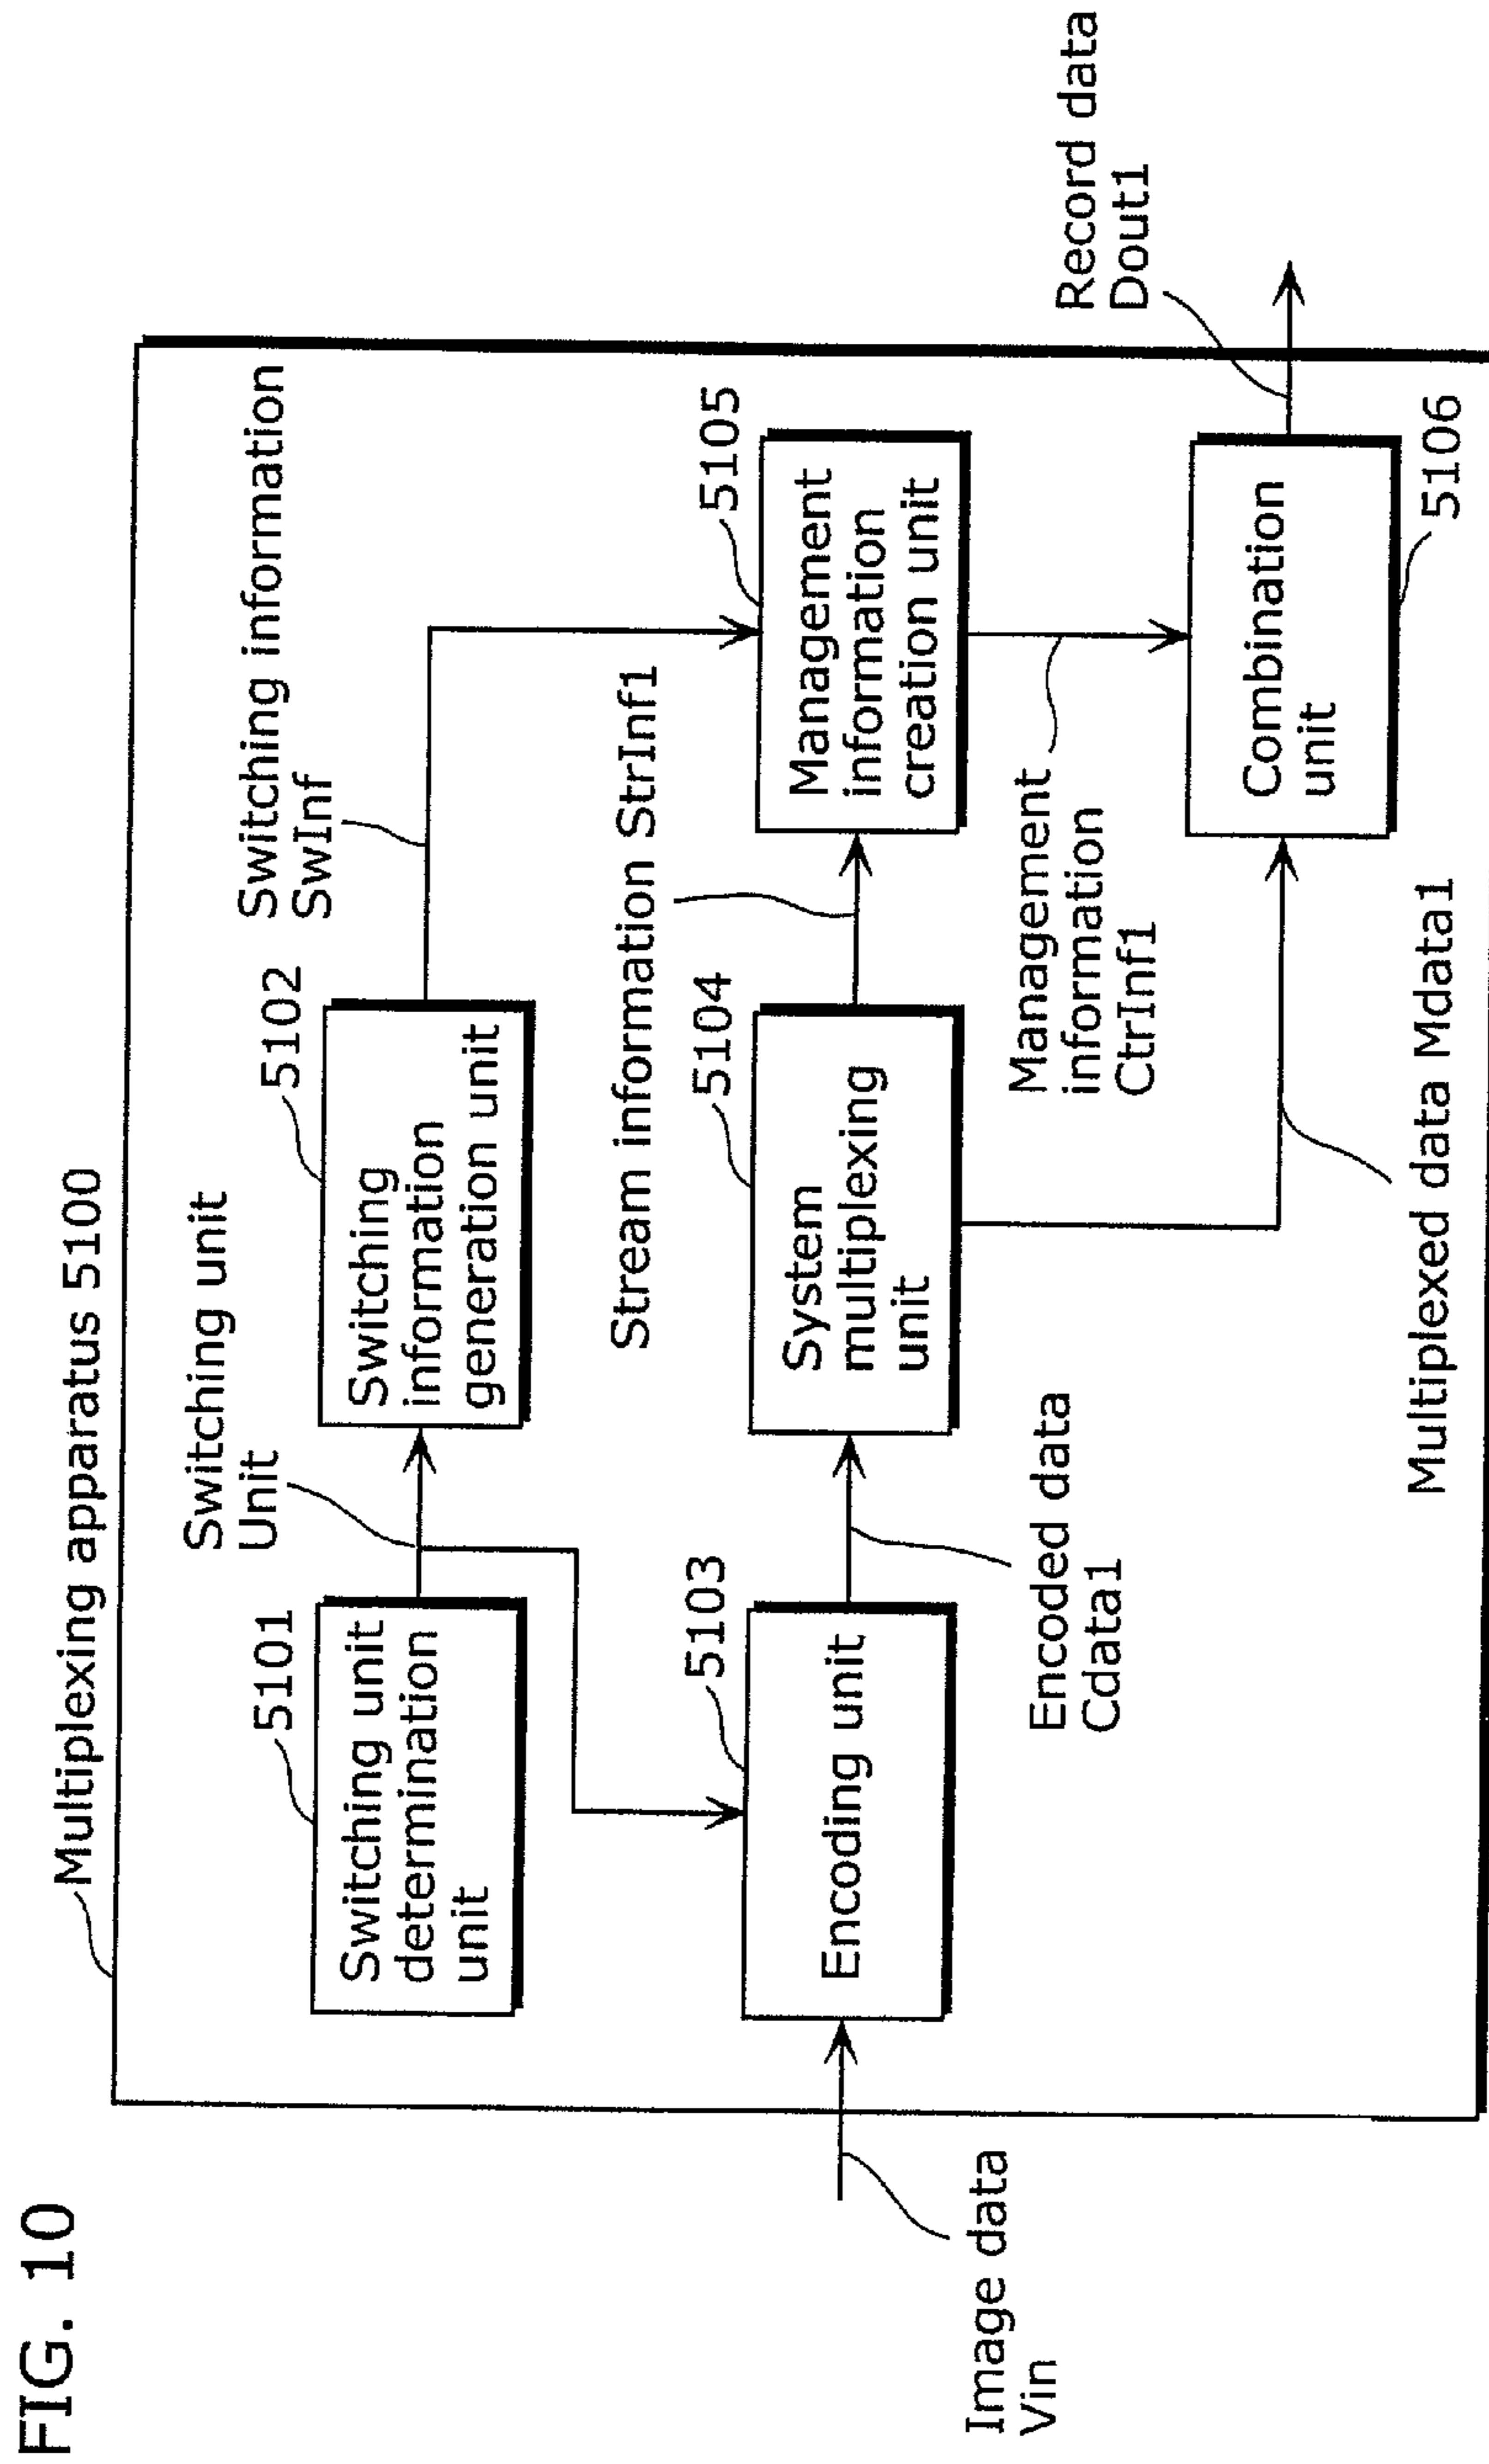 FIG. 10
Multiplexing apparatus 5100
Switching unit
Unit
Switching information
SwInf
5101
Switching unit
determination
unit
5102
Switching
information
generation unit
Stream information StrInf1
5103
Encoding unit
5104
System
multiplexing
unit
5105
Management
information
creation unit
Image data
Vin
Encoded data
Cdata1
Management
information
CtrInf1
Record data
Dout1
Combination
unit
5106
Multiplexed data Mdata1